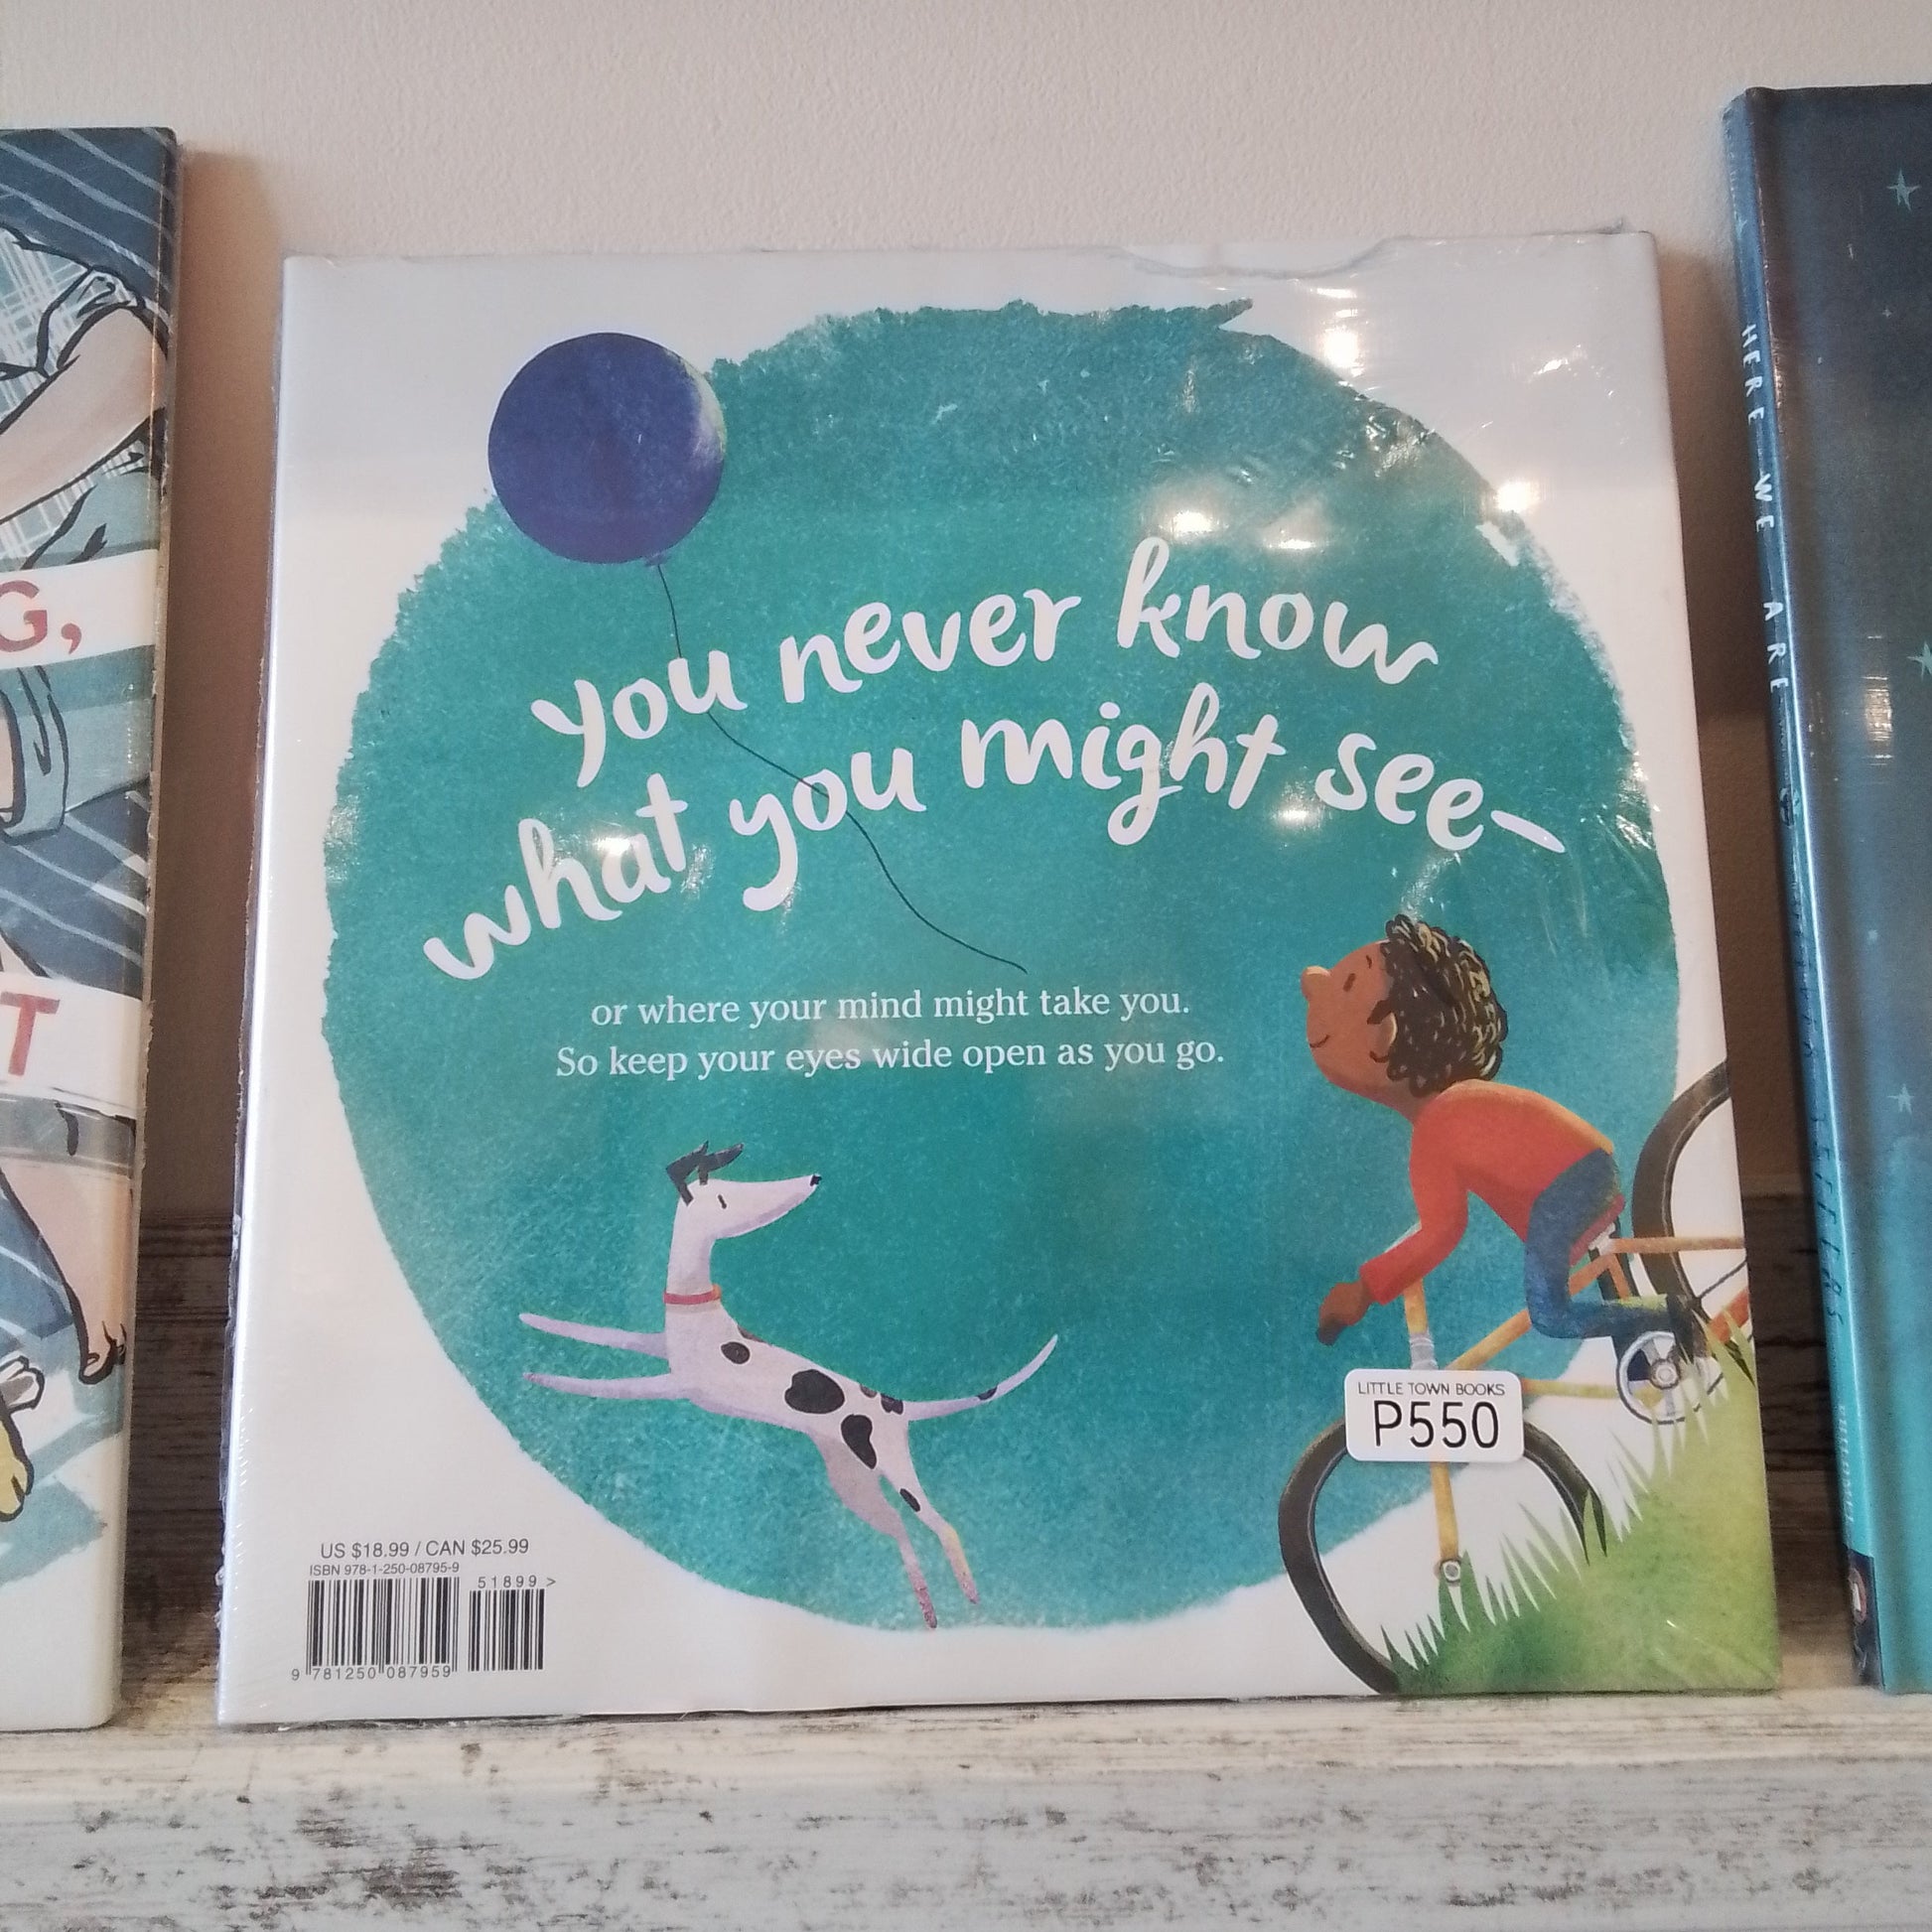 G,
T
you never know
what you might see-
or where your mind might take you.
So keep your eyes wide open as you go.
LITTLE TOWN BOOKS
P550
US $18.99 / CAN $25.99
ISBN 978-1-250-08795-9
51899 >
9 781250 087959
HERE WE ARE